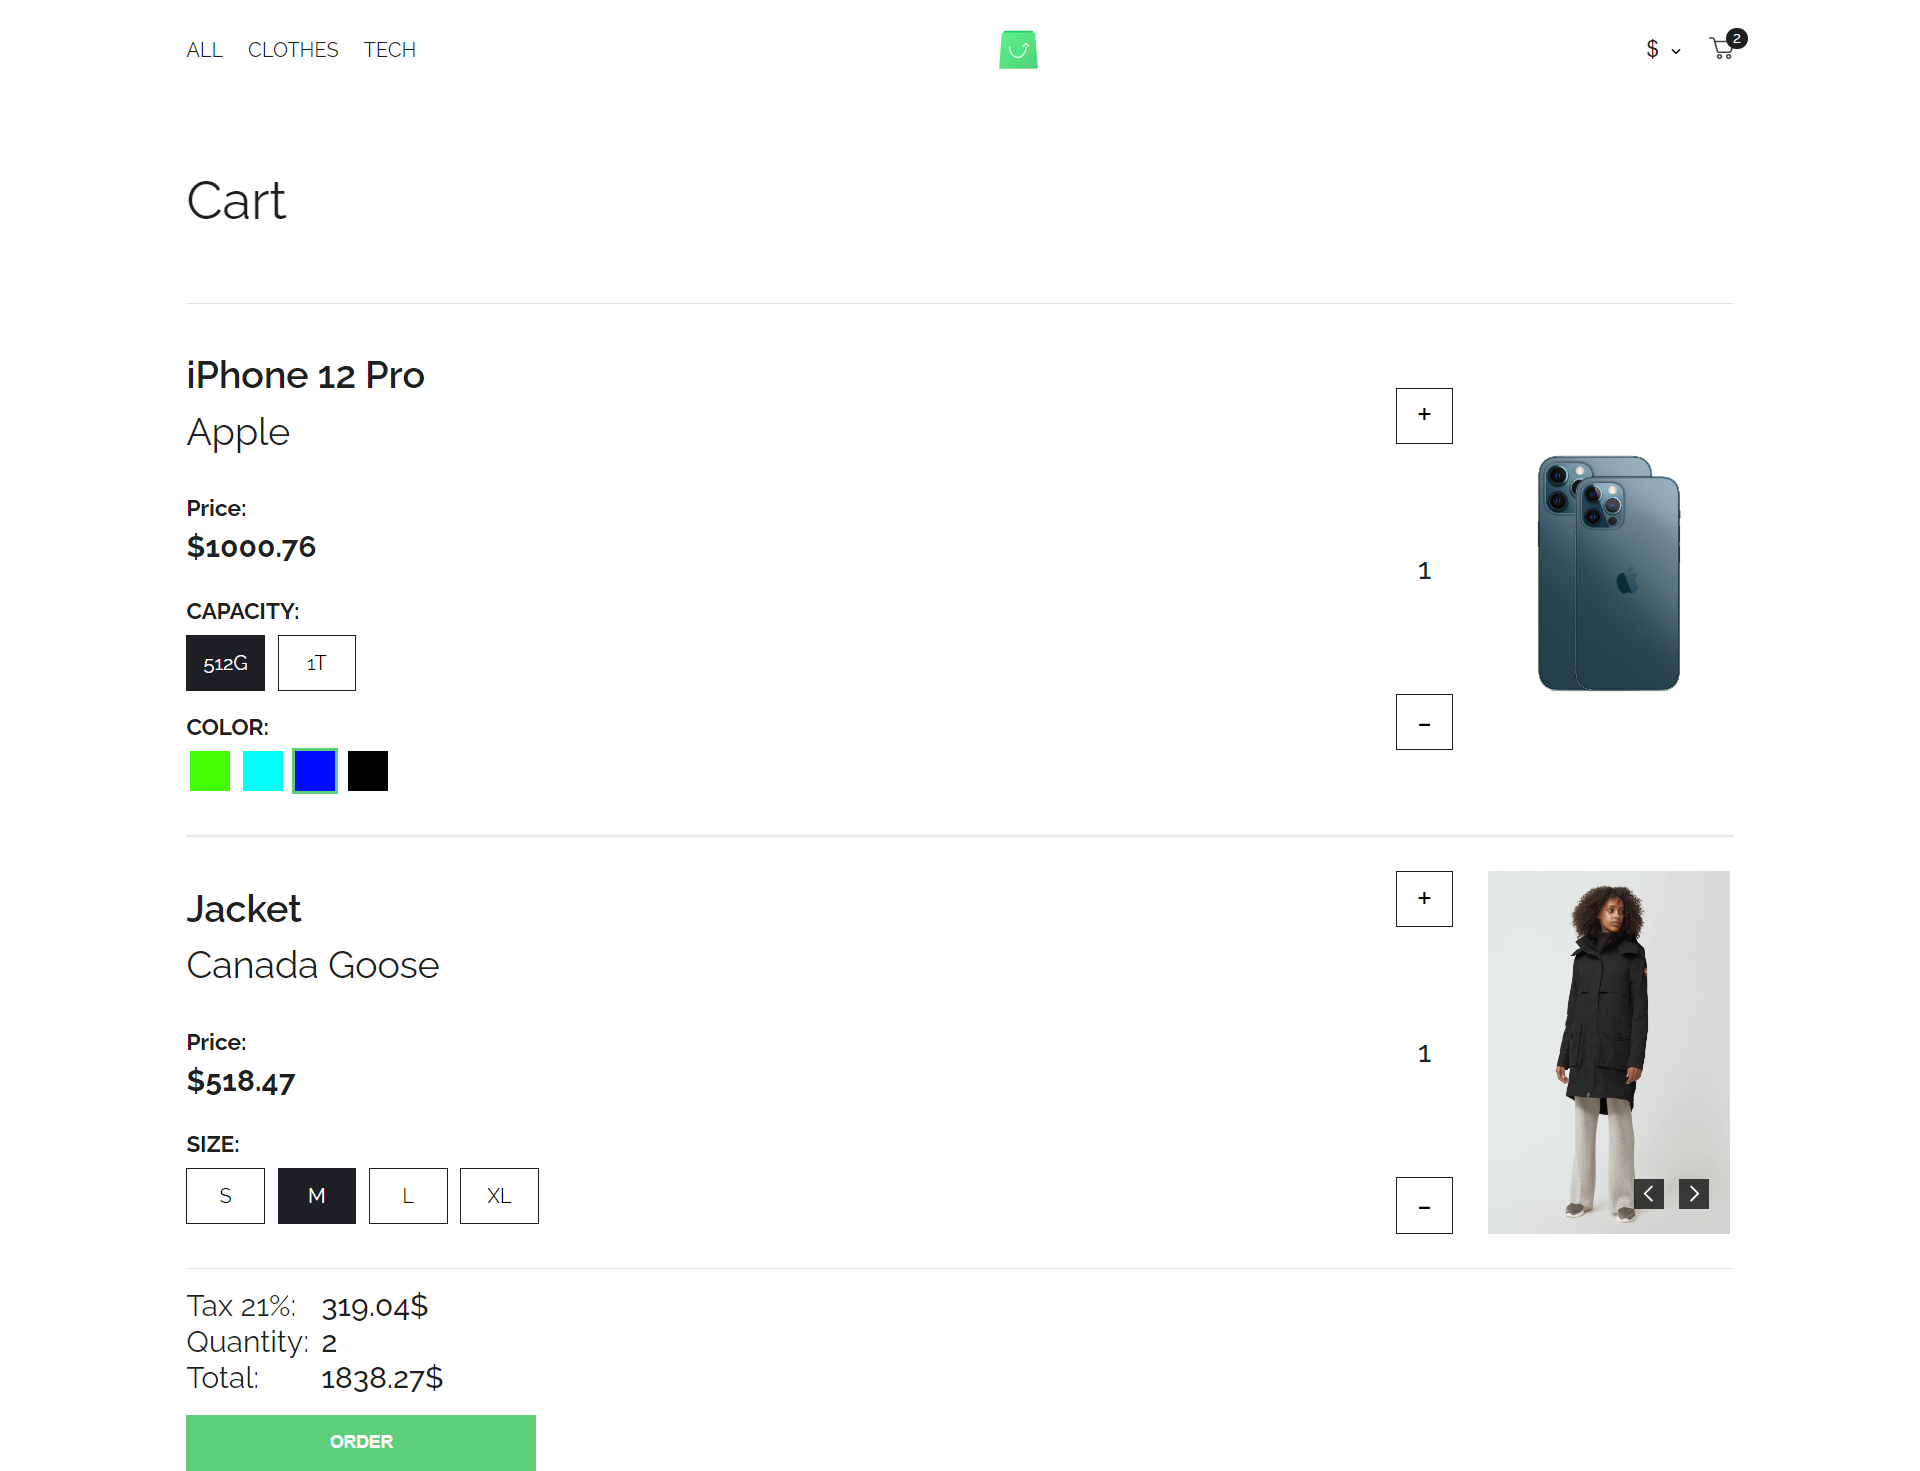 ALL CLOTHES TECH $ 2
Cart
iPhone 12 Pro
Apple
Price:
$1000.76
CAPACITY:
512G 1T
COLOR:
+
1
-
Jacket
Canada Goose
Price:
$518.47
SIZE:
S M L XL
+
1
-
Tax 21%: 319.04$
Quantity: 2
Total: 1838.27$
ORDER